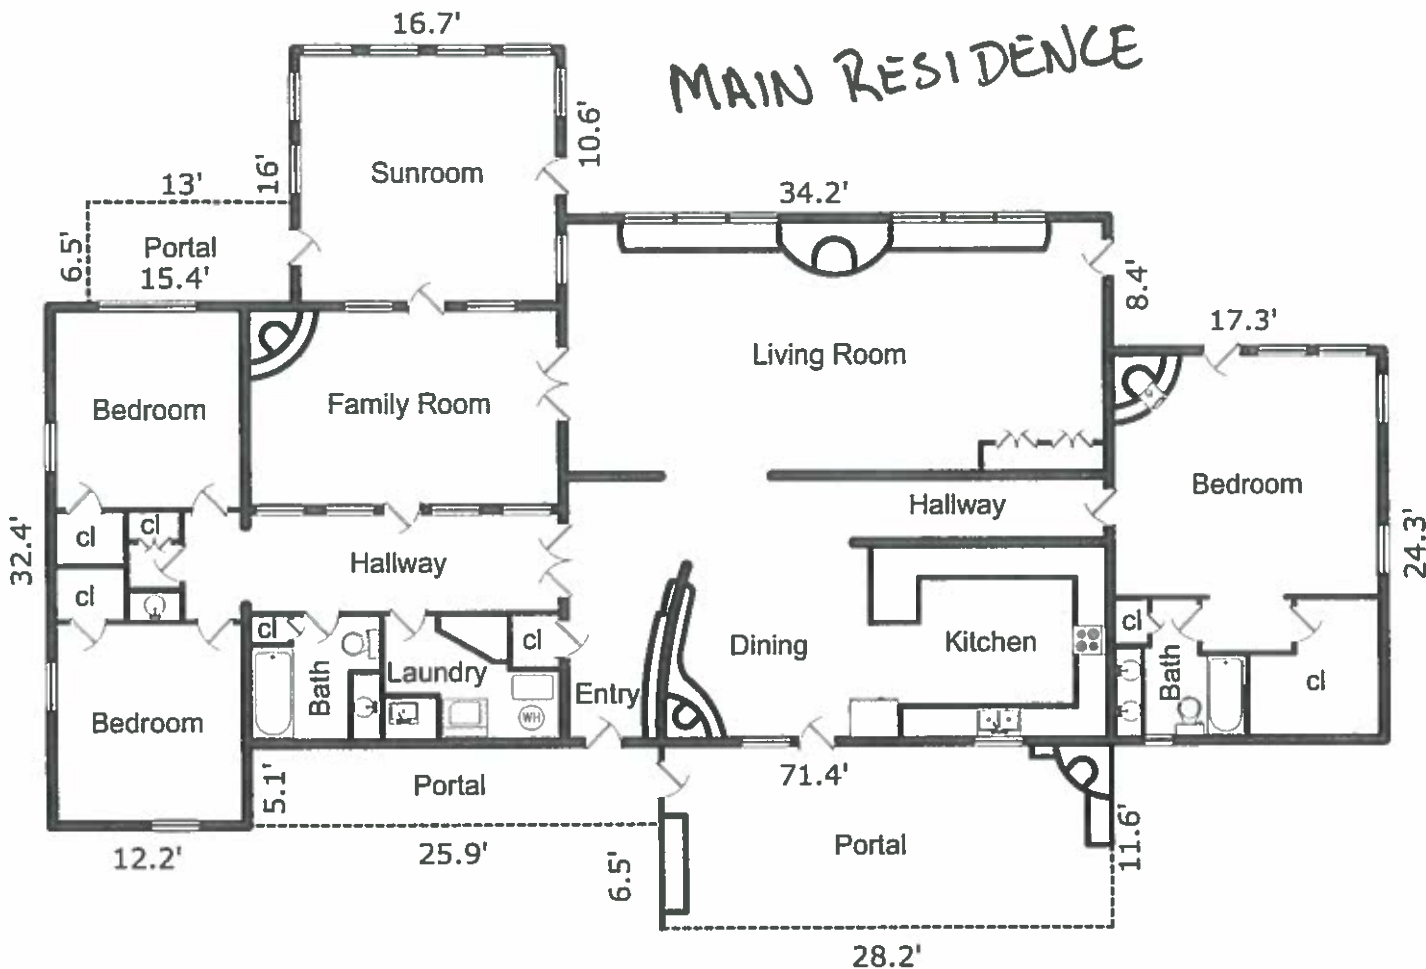 MAIN RESIDENCE
16.7'
Sunroom
16'
10.6'
13'
6.5'
Portal
15.4'
34.2'
8.4'
17.3'
Living Room
Bedroom
Family Room
Bedroom
Hallway
cl
cl
cl
32.4'
24.3'
Hallway
cl
Bath
Laundry
cl
WH
Entry
Dining
Kitchen
cl
Bath
cl
Bedroom
5.1'
Portal
71.4'
12.2'
25.9'
6.5'
Portal
11.6'
28.2'